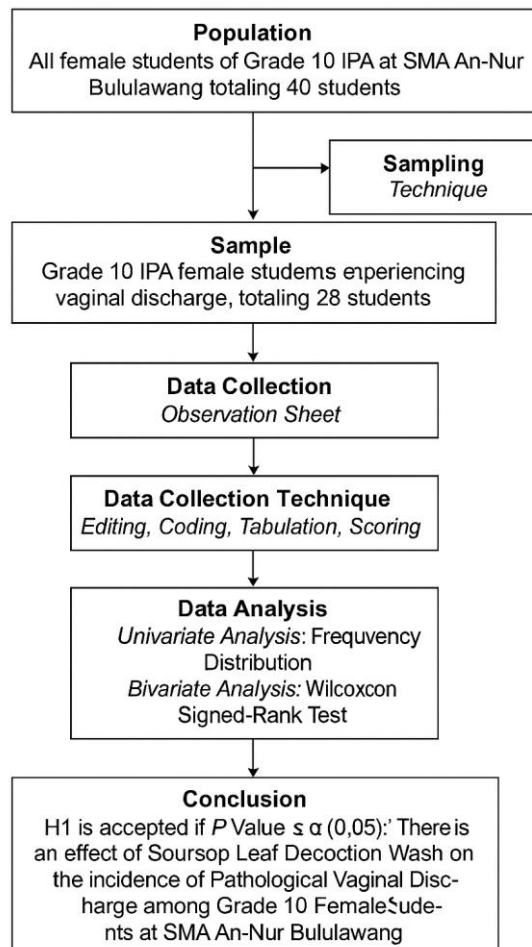 Population
All female students of Grade 10 IPA at SMA An-Nur
Bululawang totaling 40 students
Sampling
Technique
Sample
Grade 10 IPA female students experiencing
vaginal discharge, totaling 28 students
Data Collection
Observation Sheet
Data Collection Technique
Editing, Coding, Tabulation, Scoring
Data Analysis
Univariate Analysis: Frequvency
Distribution
Bivariate Analysis: Wilcoxcon
Signed-Rank Test
Conclusion
H1 is accepted if P Value ≤ α (0,05):' There is
an effect of Soursop Leaf Decoction Wash on
the incidence of Pathological Vaginal Disc-
harge among Grade 10 Female Sude-
nts at SMA An-Nur Bululawang